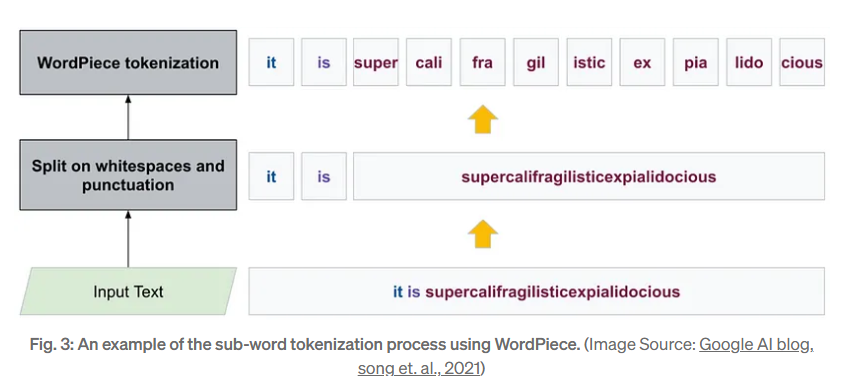 WordPiece tokenization
it is super cali fra gil istic ex pia lido cious
Split on whitespaces and
punctuation
it is supercalifragilisticexpialidocious
Input Text
it is supercalifragilisticexpialidocious
Fig. 3: An example of the sub-word tokenization process using WordPiece. (Image Source: Google AI blog,
song et. al., 2021)